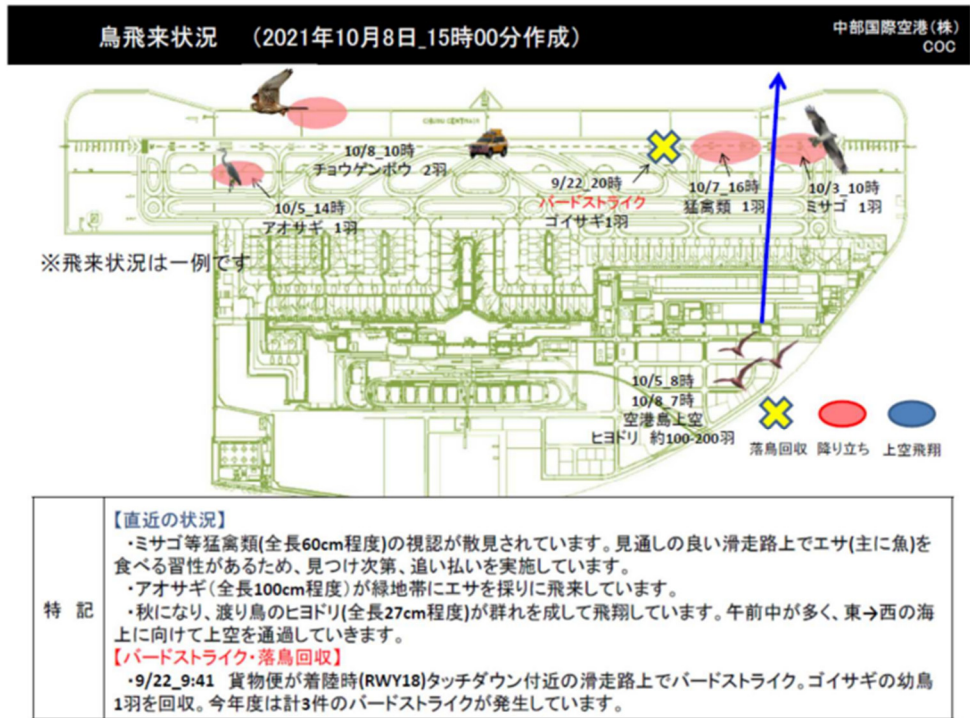 鳥飛来状況 （2021年10月8日_15時00分作成）
中部国際空港(株)
COC
10/8_10時
チョウゲンボウ 2羽
10/5_14時
アオサギ 1羽
9/22_20時
バードストライク
ゴイサギ1羽
10/7_16時
猛禽類 1羽
10/3_10時
ミサゴ 1羽
※飛来状況は一例です
10/5_8時
10/8_7時
空港島上空
ヒヨドリ 約100-200羽
落鳥回収 降り立ち 上空飛翔
特 記
【直近の状況】
・ミサゴ等猛禽類(全長60cm程度)の視認が散見されています。見通しの良い滑走路上でエサ(主に魚)を
食べる習性があるため、見つけ次第、追い払いを実施しています。
・アオサギ（全長100cm程度）が緑地帯にエサを採りに飛来しています。
・秋になり、渡り鳥のヒヨドリ(全長27cm程度)が群れを成して飛翔しています。午前中が多く、東→西の海
上に向けて上空を通過していきます。
【バードストライク・落鳥回収】
・9/22_9:41 貨物便が着陸時(RWY18)タッチダウン付近の滑走路上でバードストライク。ゴイサギの幼鳥
1羽を回収。今年度は計3件のバードストライクが発生しています。